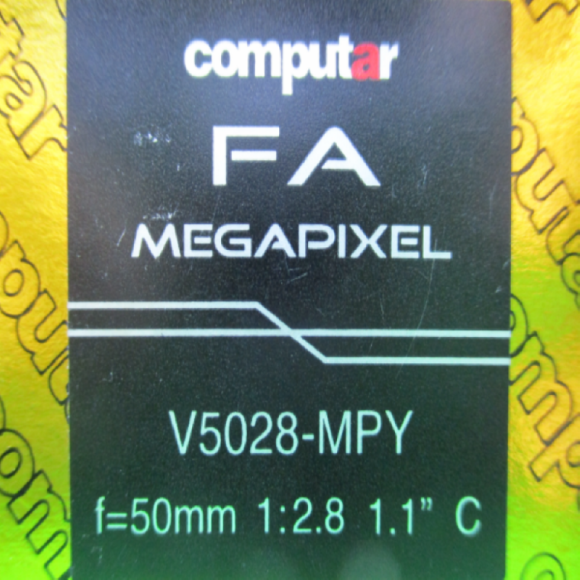 computar
FA
MEGAPIXEL
V5028-MPY
f=50mm 1:2.8 1.1” C